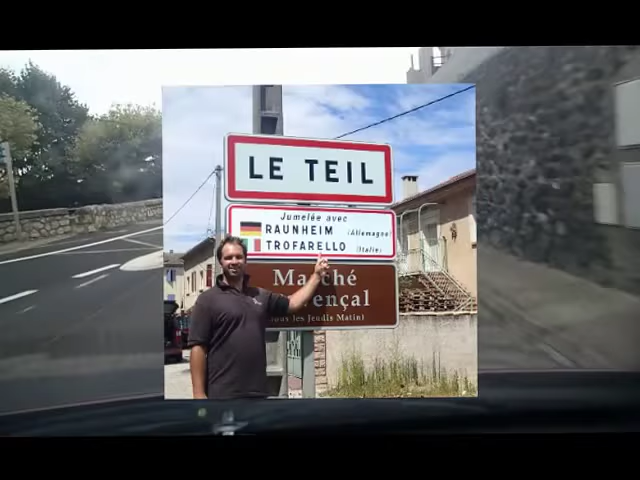 LE TEIL
Jumelée avec
RAUNHEIM (Allemagne)
TROFARELLO (Italie)
Marché
ençal
tous les Jeudis Matin